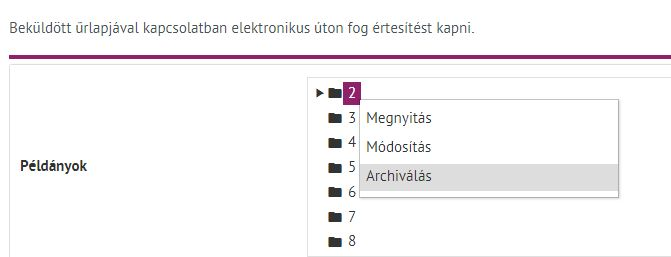 Beküldött űrlapjával kapcsolatban elektronikus úton fog értesítést kapni.
Példányok
2
3
4
5
6
7
8
Megnyitás
Módosítás
Archiválás